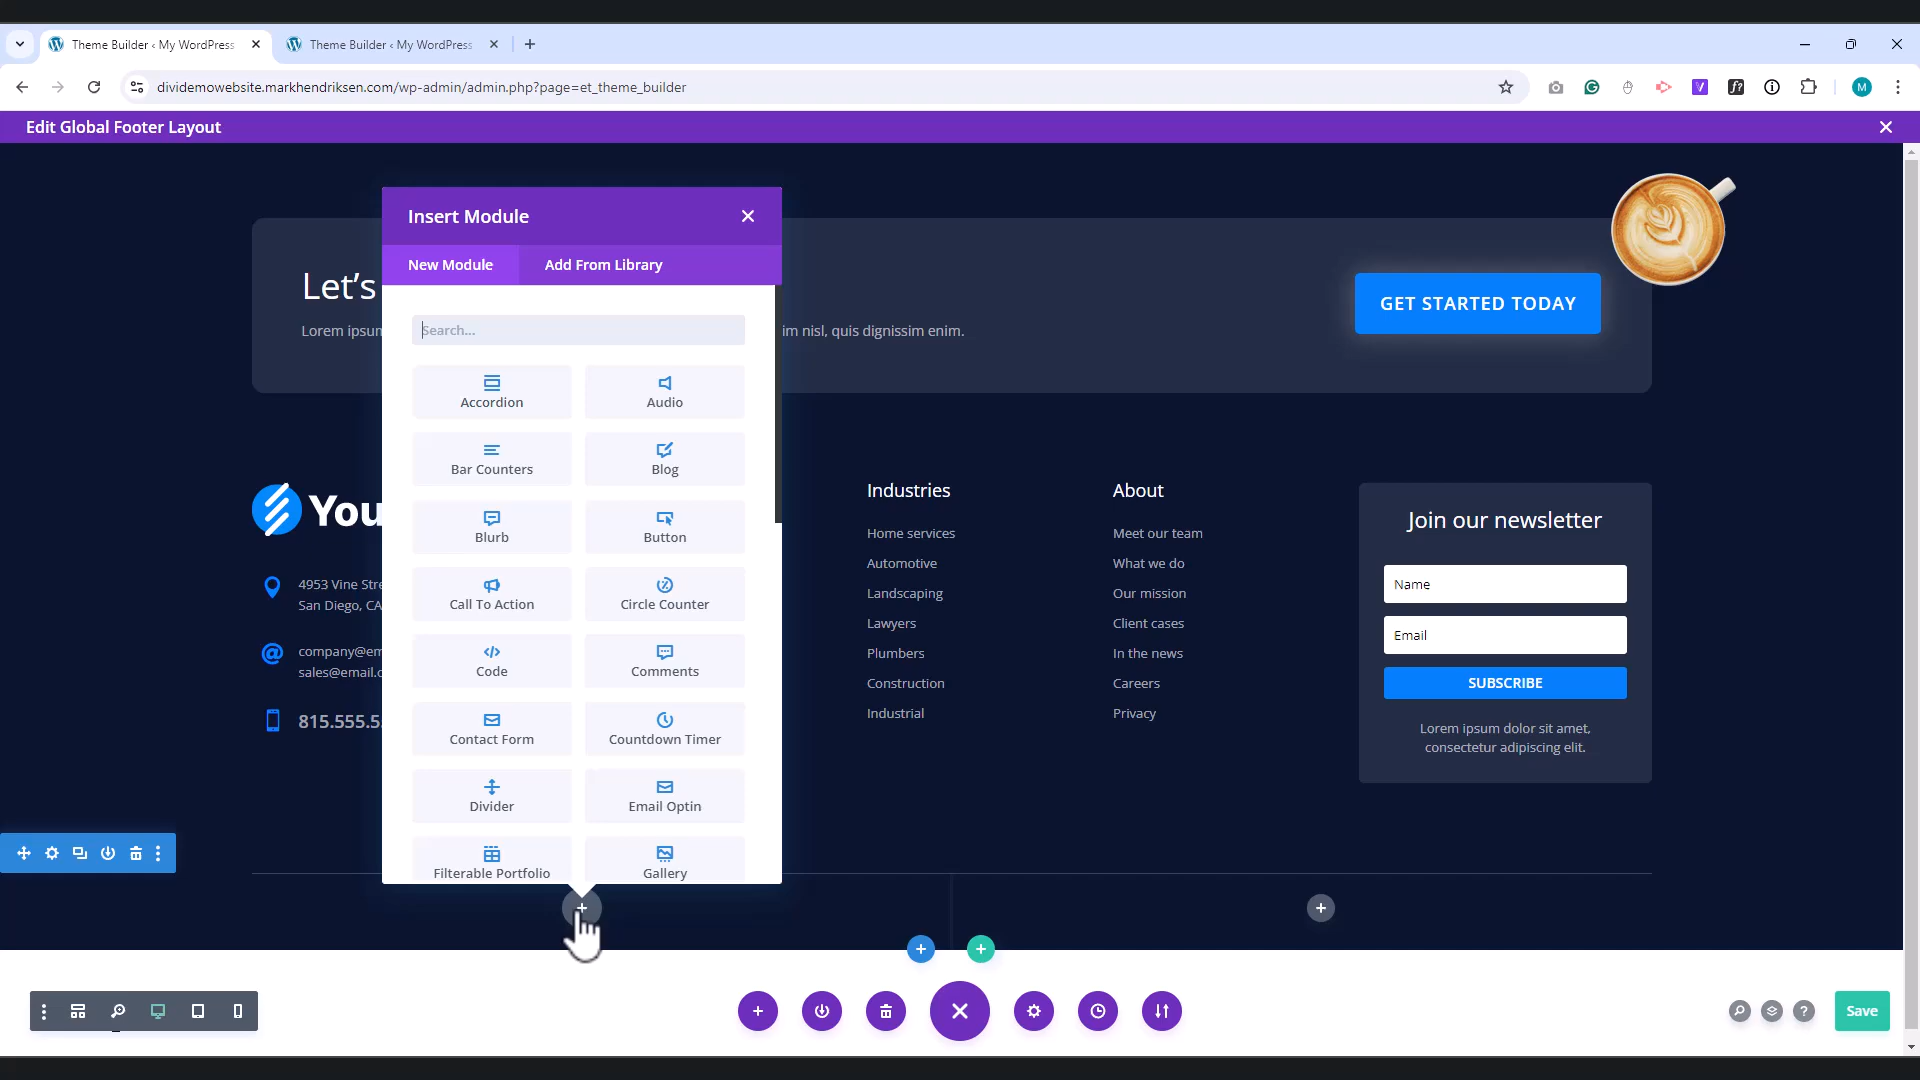 Theme Builder ‹ My WordPress
Theme Builder ‹ My WordPress
dividemowebsite.markhendriksen.com/wp-admin/admin.php?page=et_theme_builder
M
Edit Global Footer Layout
Insert Module
New Module
Add From Library
Search...
Accordion
Audio
Bar Counters
Blog
Blurb
Button
Call To Action
Circle Counter
Code
Comments
Contact Form
Countdown Timer
Divider
Email Optin
Filterable Portfolio
Gallery
Let's
Lorem ipsum
im nisl, quis dignissim enim.
GET STARTED TODAY
You
4953 Vine Stre
San Diego, CA
company@em
sales@email.c
815.555.5
Industries
Home services
Automotive
Landscaping
Lawyers
Plumbers
Construction
Industrial
About
Meet our team
What we do
Our mission
Client cases
In the news
Careers
Privacy
Join our newsletter
Name
Email
SUBSCRIBE
Lorem ipsum dolor sit amet,
consectetur adipiscing elit.
Save